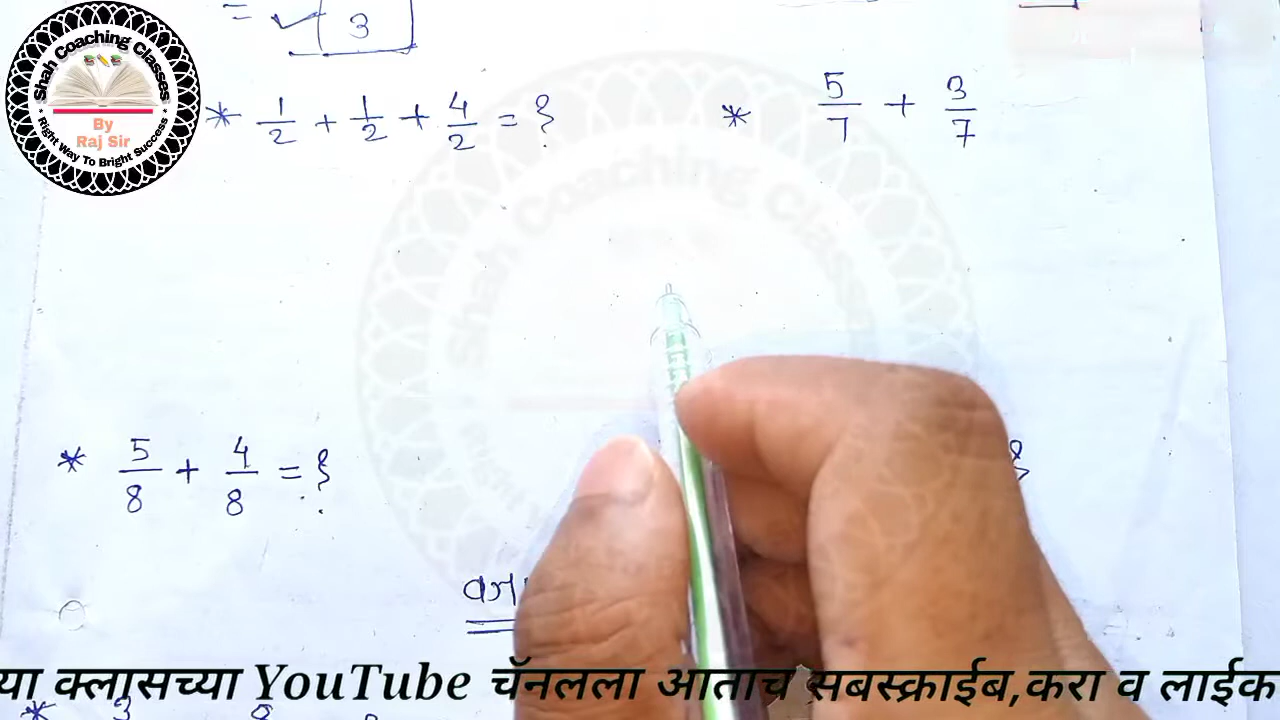 = ✓ 3
Shah Coaching Classes
By
Raj Sir
Right Way To Bright Success
* 1/2 + 1/2 + 4/2 = ?
* 5/7 + 3/7
* 5/8 + 4/8 = ?
?
या क्लासच्या YouTube चॅनलला आताच सबस्क्राईब,करा व लाईक